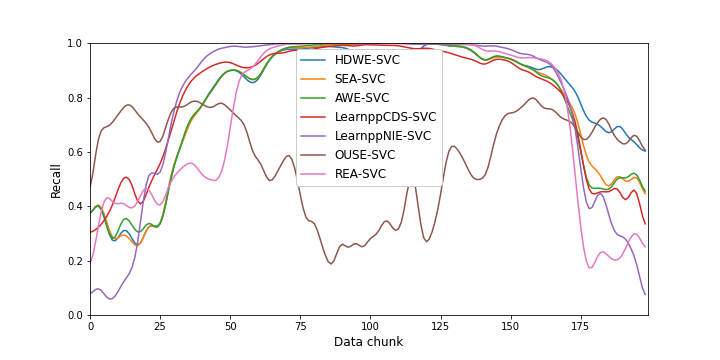 1.0
0.8
0.6
0.4
0.2
0.0
Recall
HDWE-SVC
SEA-SVC
AWE-SVC
LearnppCDS-SVC
LearnppNIE-SVC
OUSE-SVC
REA-SVC
0 25 50 75 100 125 150 175
Data chunk